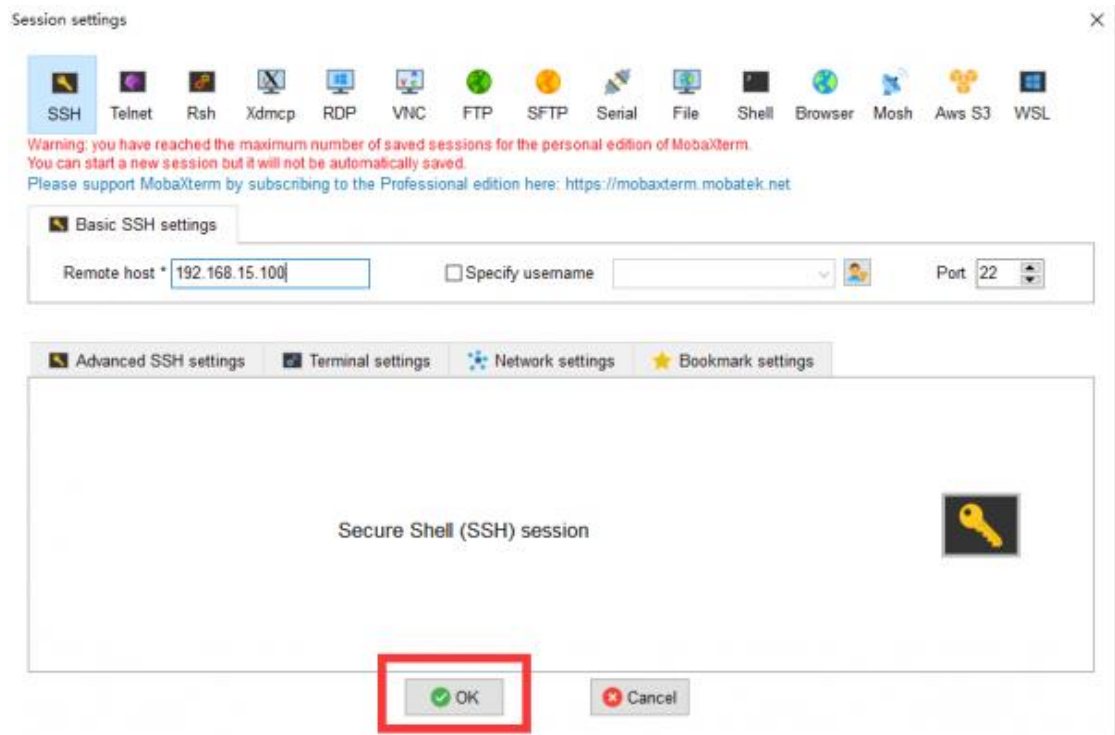 Session settings
SSH Telnet Rsh Xdmcp RDP VNC FTP SFTP Serial File Shell Browser Mosh Aws S3 WSL
Warning: you have reached the maximum number of saved sessions for the personal edition of MobaXterm.
You can start a new session but it will not be automatically saved.
Please support MobaXterm by subscribing to the Professional edition here: https://mobaxterm.mobatek.net
Basic SSH settings
Remote host * 192.168.15.100 Specify username Port 22
Advanced SSH settings Terminal settings Network settings Bookmark settings
Secure Shell (SSH) session
OK Cancel